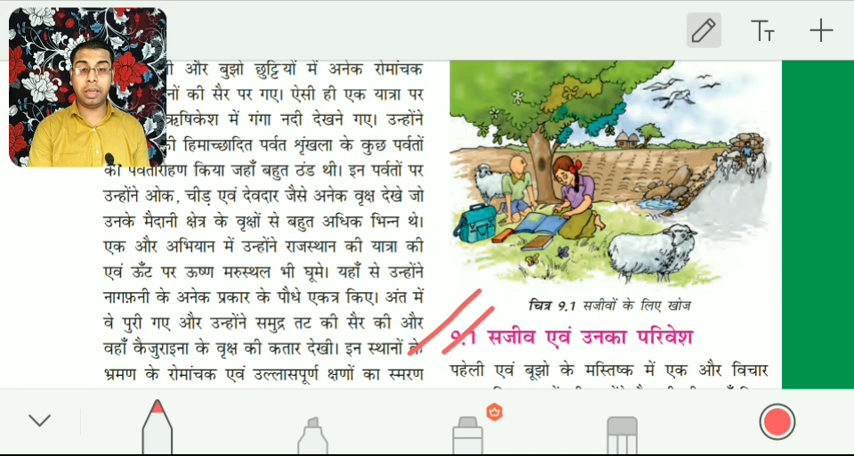 और बुझो छुट्टियों में अनेक रोमांचक
की सैर पर गए। ऐसी ही एक यात्रा पर
ऋषिकेश में गंगा नदी देखने गए। उन्होंने
हिमाच्छादित पर्वत शृंखला के कुछ पर्वतों
का पर्वतारोहण किया जहाँ बहुत ठंड थी। इन पर्वतों पर
उन्होंने ओक, चीड़ एवं देवदार जैसे अनेक वृक्ष देखे जो
उनके मैदानी क्षेत्र के वृक्षों से बहुत अधिक भिन्न थे।
एक और अभियान में उन्होंने राजस्थान की यात्रा की
एवं ऊँट पर ऊष्ण मरुस्थल भी घूमे। यहाँ से उन्होंने
नागफ़नी के अनेक प्रकार के पौधे एकत्र किए। अंत में
वे पुरी गए और उन्होंने समुद्र तट की सैर की और
वहाँ कैजुराइना के वृक्ष की कतार देखी। इन स्थानों के
भ्रमण के रोमांचक एवं उल्लासपूर्ण क्षणों का स्मरण
चित्र 9.1 सजीवों के लिए खोज
9.1 सजीव एवं उनका परिवेश
पहेली एवं बूझो के मस्तिष्क में एक और विचार
TT